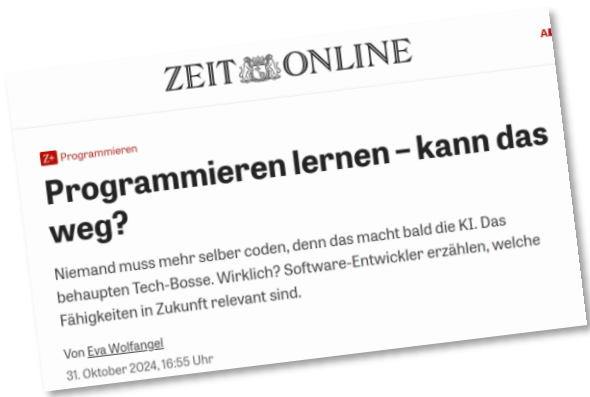 ZEIT ONLINE
Z+ Programmieren
Programmieren lernen – kann das
weg?
Niemand muss mehr selber coden, denn das macht bald die KI. Das
behaupten Tech-Bosse. Wirklich? Software-Entwickler erzählen, welche
Fähigkeiten in Zukunft relevant sind.
Von Eva Wolfangel
31. Oktober 2024, 16:55 Uhr